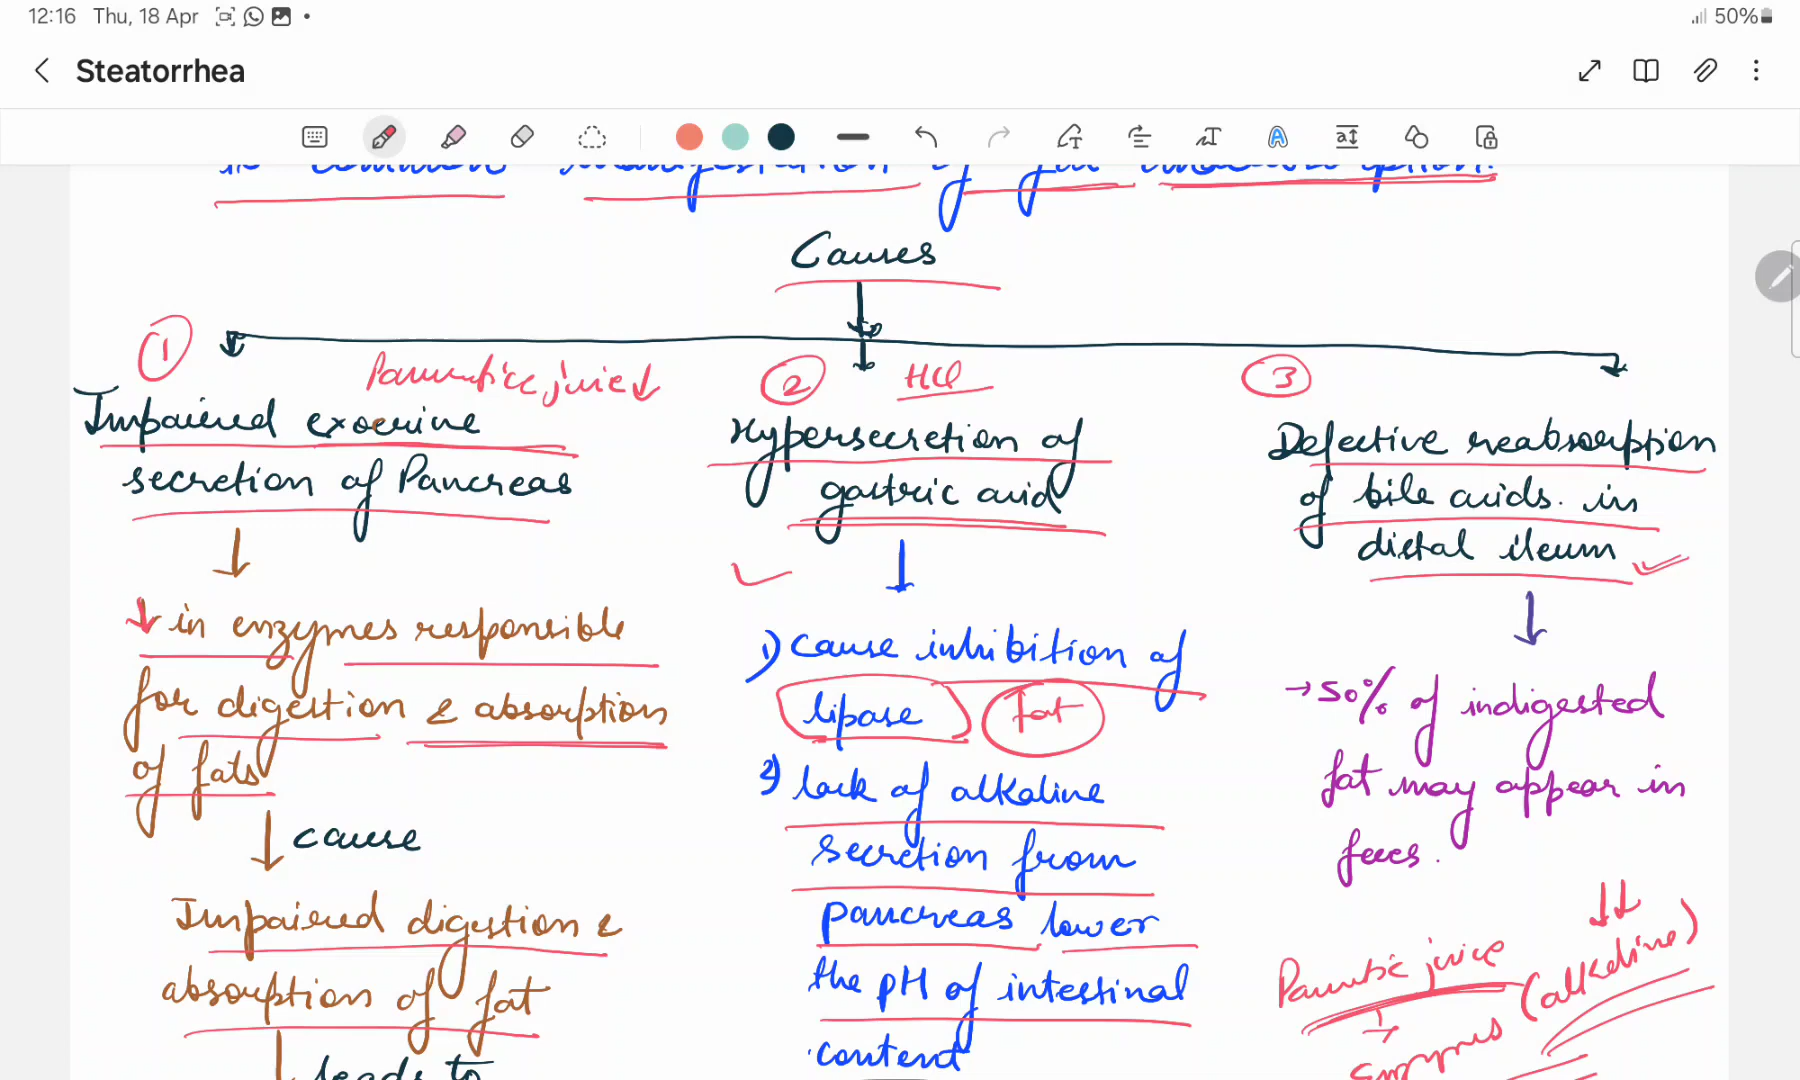 12:16 Thu, 18 Apr
50%
Steatorrhea
Causes
1
Pancreatic juice ↓
Impaired exocrine
secretion of Pancreas
↓ in enzymes responsible
for digestion & absorption
of fats
cause
Impaired digestion &
absorption of fat
leads to
2
HCl
Hypersecretion of
gastric acid
1) cause inhibition of
lipase fat
2) lack of alkaline
secretion from
pancreas lower
the pH of intestinal
content
3
Defective reabsorption
of bile acids. in
distal ileum
→ 50% of indigested
fat may appear in
feces.
Pancreatic juice (alkaline)
enzymes